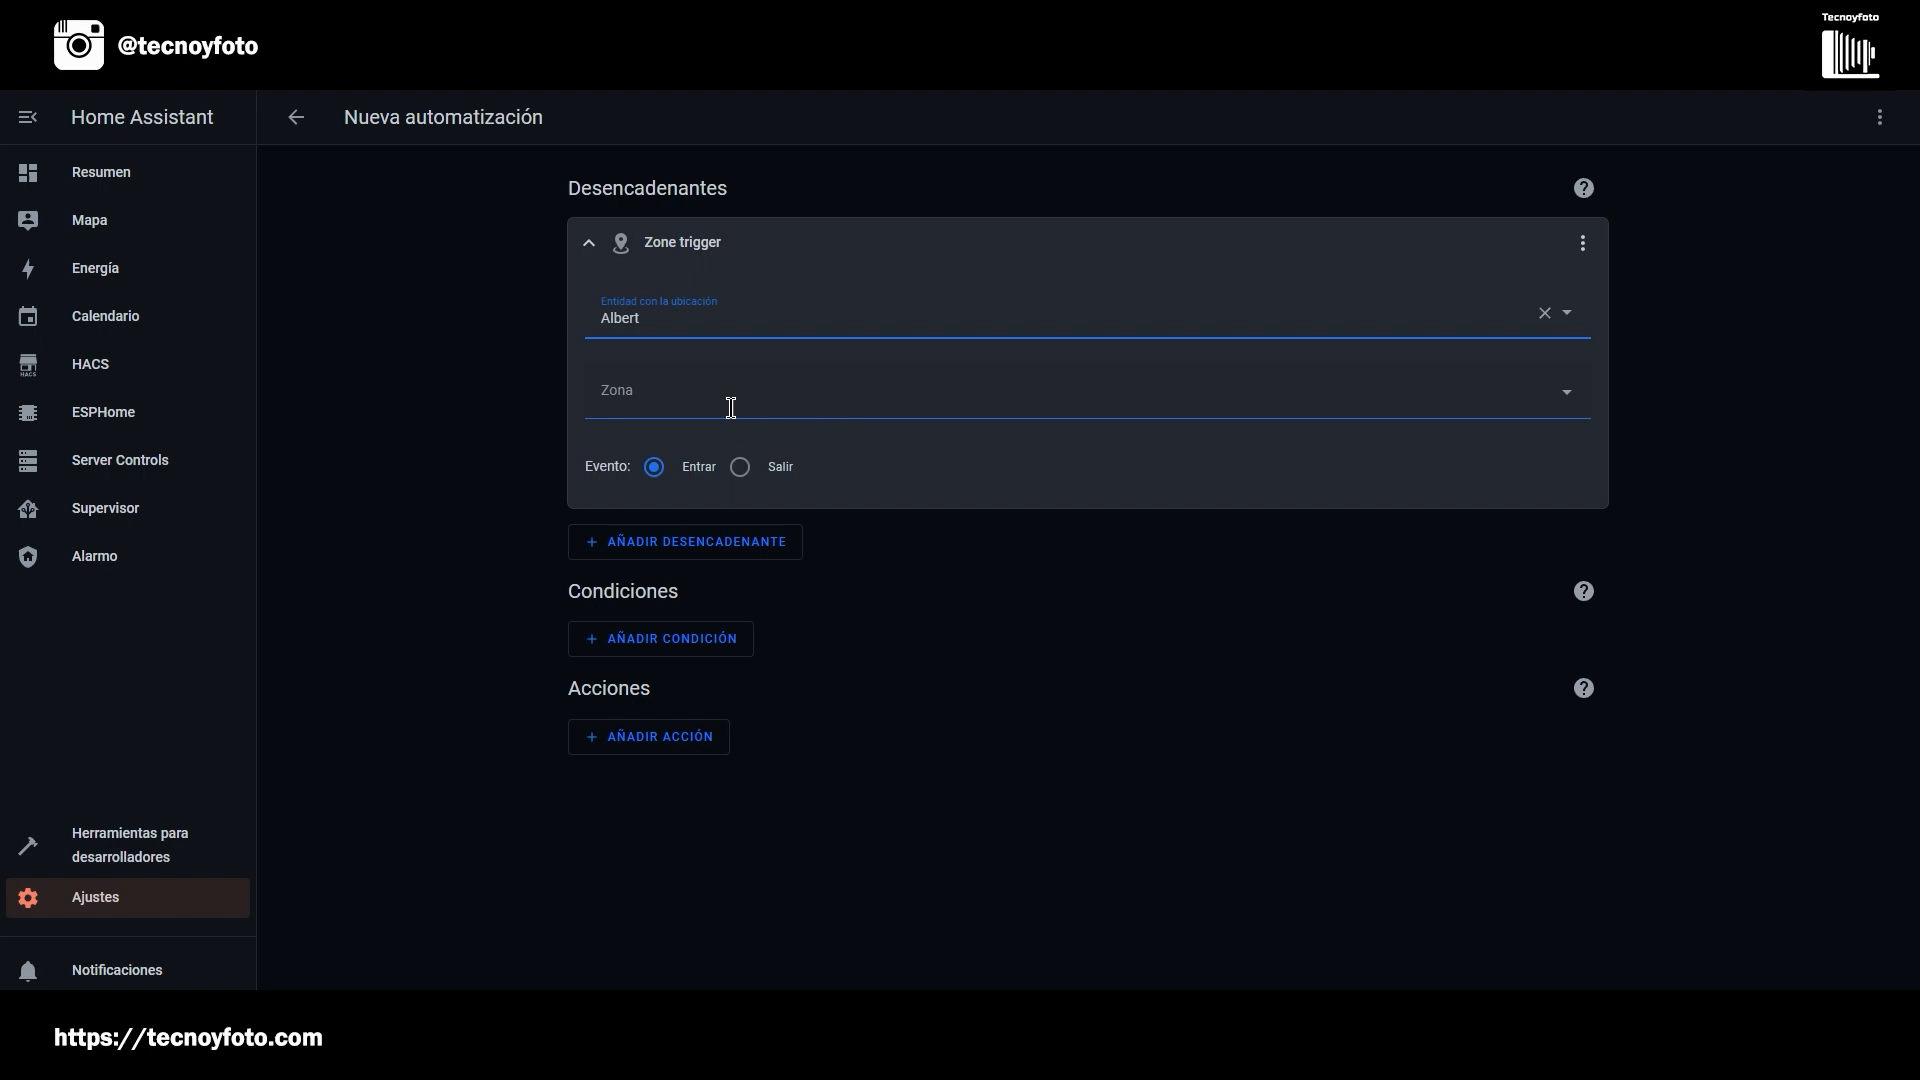 @tecnoyfoto
Tecnoyfoto
Home Assistant
Nueva automatización
Resumen
Mapa
Energía
Calendario
HACS
HACS
ESPHome
Server Controls
Supervisor
Alarmo
Herramientas para
desarrolladores
Ajustes
Notificaciones
Desencadenantes
Zone trigger
Entidad con la ubicación
Albert
Zona
Evento: Entrar Salir
+ AÑADIR DESENCADENANTE
Condiciones
+ AÑADIR CONDICIÓN
Acciones
+ AÑADIR ACCIÓN
https://tecnoyfoto.com